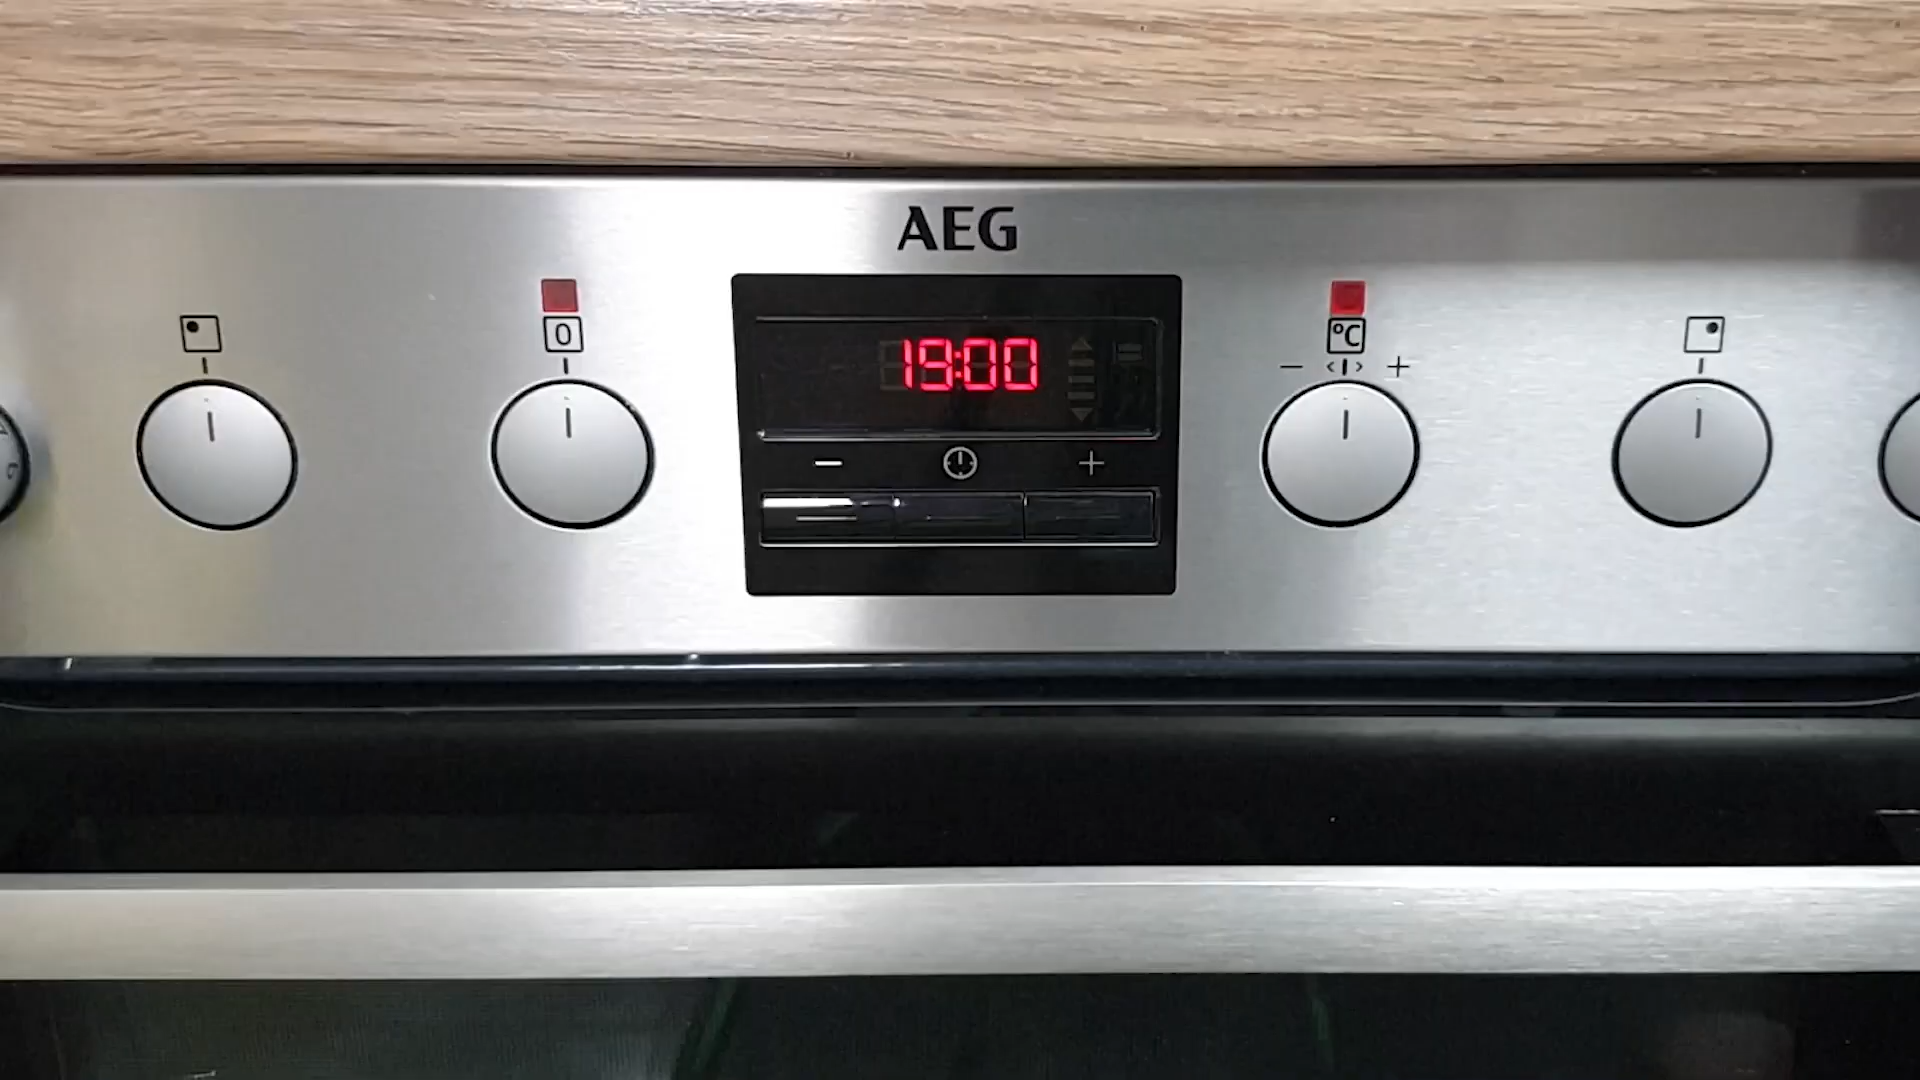 AEG
0
°C
− <|> +
19:00
− +